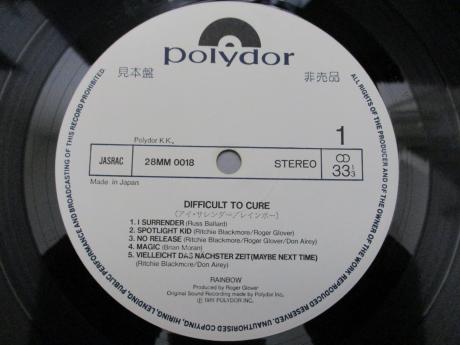 polydor
見本盤
非売品
Polydor K.K.
1
JASRAC
28MM 0018
STEREO
CD
33 1/3
Made in Japan
DIFFICULT TO CURE
(アイ・サレンダー/レインボー)
1. I SURRENDER (Russ Ballard)
2. SPOTLIGHT KID (Ritchie Blackmore/Roger Glover)
3. NO RELEASE (Ritchie Blackmore/Roger Glover/Don Airey)
4. MAGIC (Brian Moran)
5. VIELLEICHT DAS NÄCHSTER ZEIT (MAYBE NEXT TIME)
(Ritchie Blackmore/Don Airey)
RAINBOW
Produced by Roger Glover
Original Sound Recording made by Polydor Inc.
Ⓟ 1981 POLYDOR INC.
ALL RIGHTS OF THE PRODUCER AND OF THE OWNER OF THE WORK REPRODUCED RESERVED. UNAUTHORISED COPYING, HIRING, LENDING, PUBLIC PERFORMANCE AND BROADCASTING OF THIS RECORD PROHIBITED.